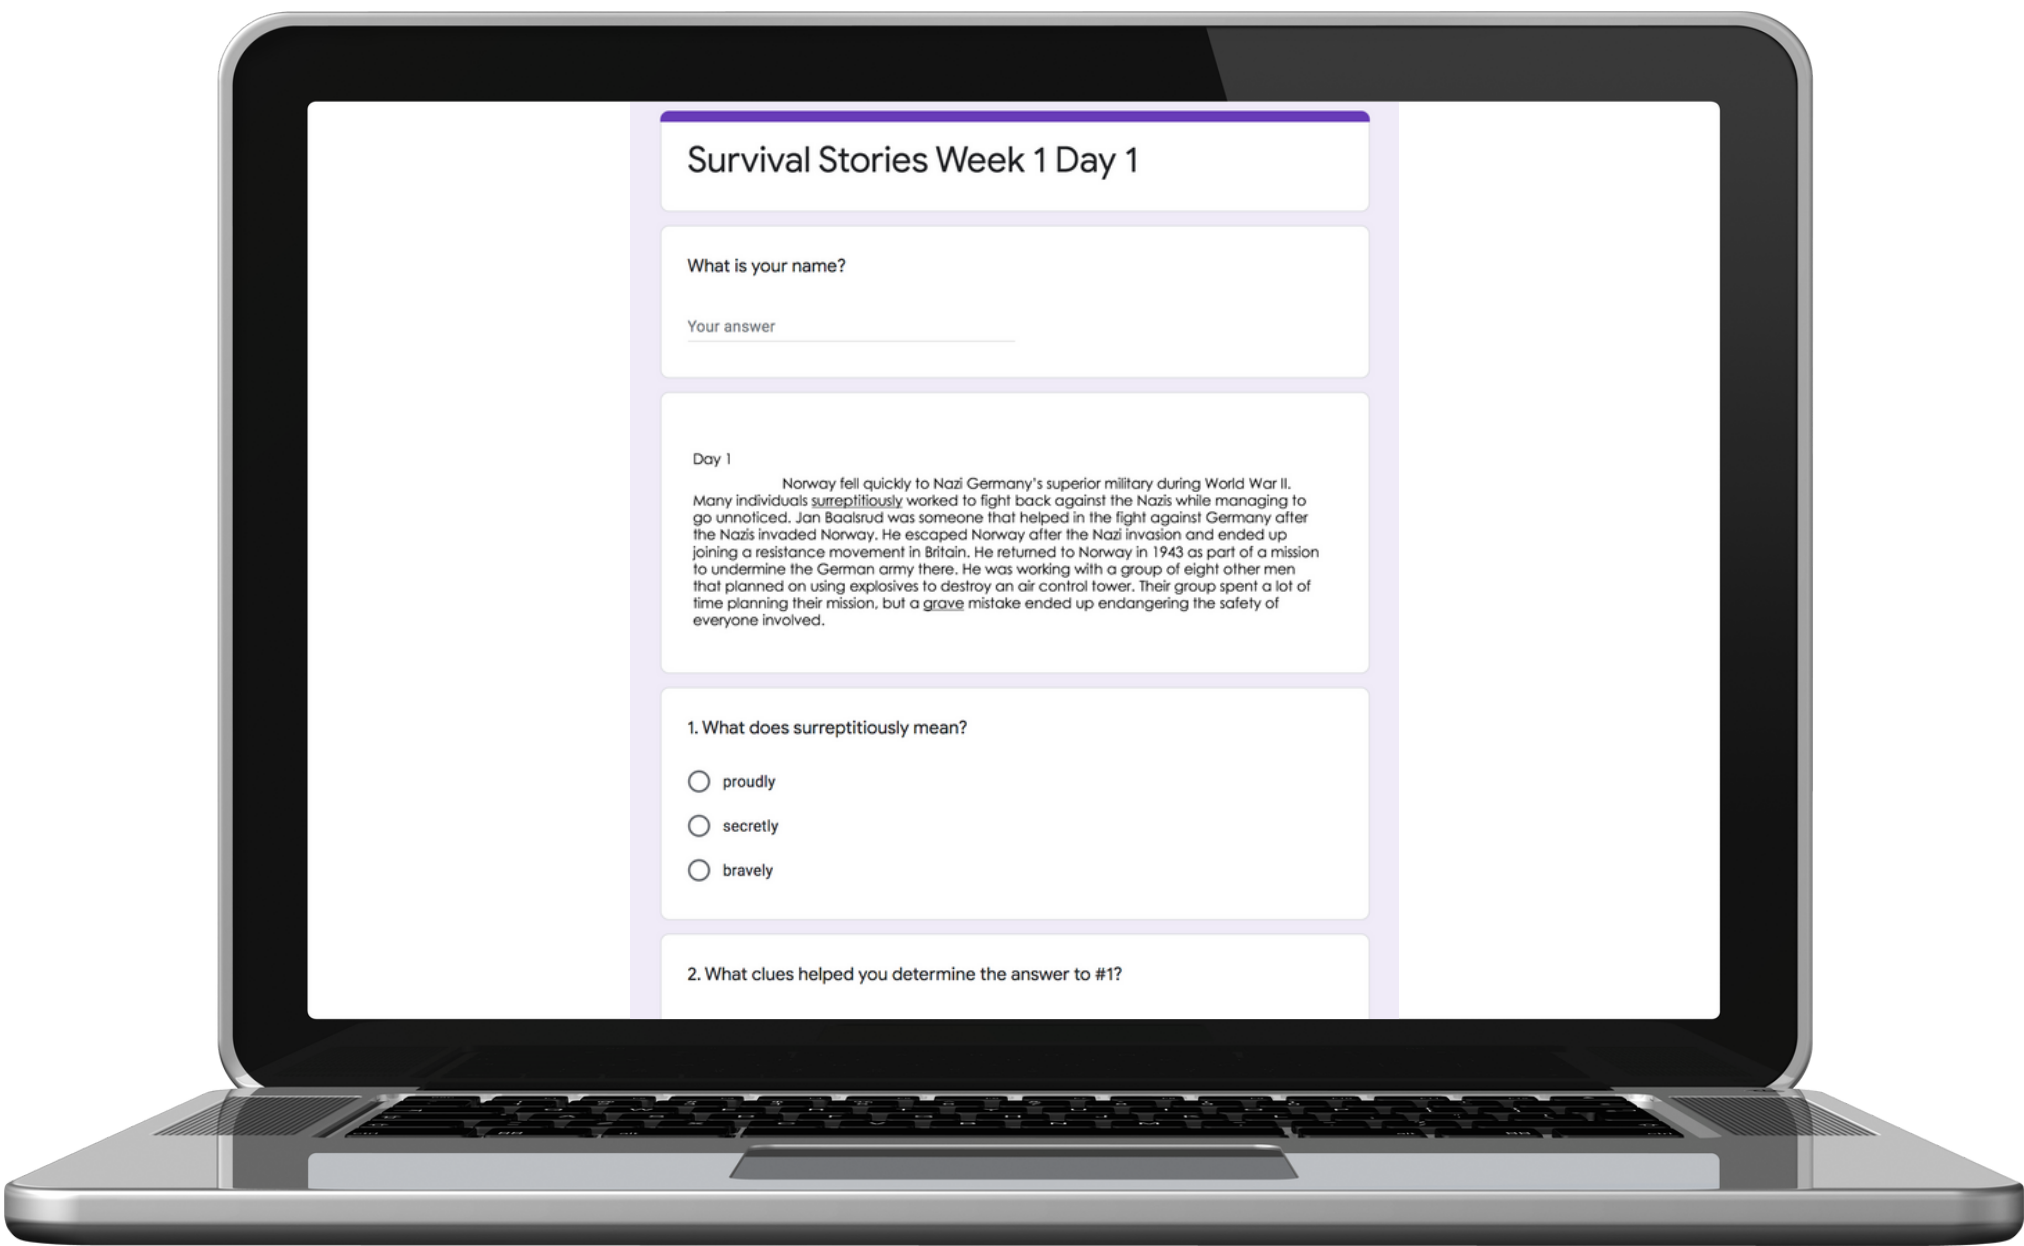 Survival Stories Week 1 Day 1
What is your name?
Your answer
Day 1
Norway fell quickly to Nazi Germany's superior military during World War II.
Many individuals surreptitiously worked to fight back against the Nazis while managing to
go unnoticed. Jan Baalsrud was someone that helped in the fight against Germany after
the Nazis invaded Norway. He escaped Norway after the Nazi invasion and ended up
joining a resistance movement in Britain. He returned to Norway in 1943 as part of a mission
to undermine the German army there. He was working with a group of eight other men
that planned on using explosives to destroy an air control tower. Their group spent a lot of
time planning their mission, but a grave mistake ended up endangering the safety of
everyone involved.
1. What does surreptitiously mean?
proudly
secretly
bravely
2. What clues helped you determine the answer to #1?